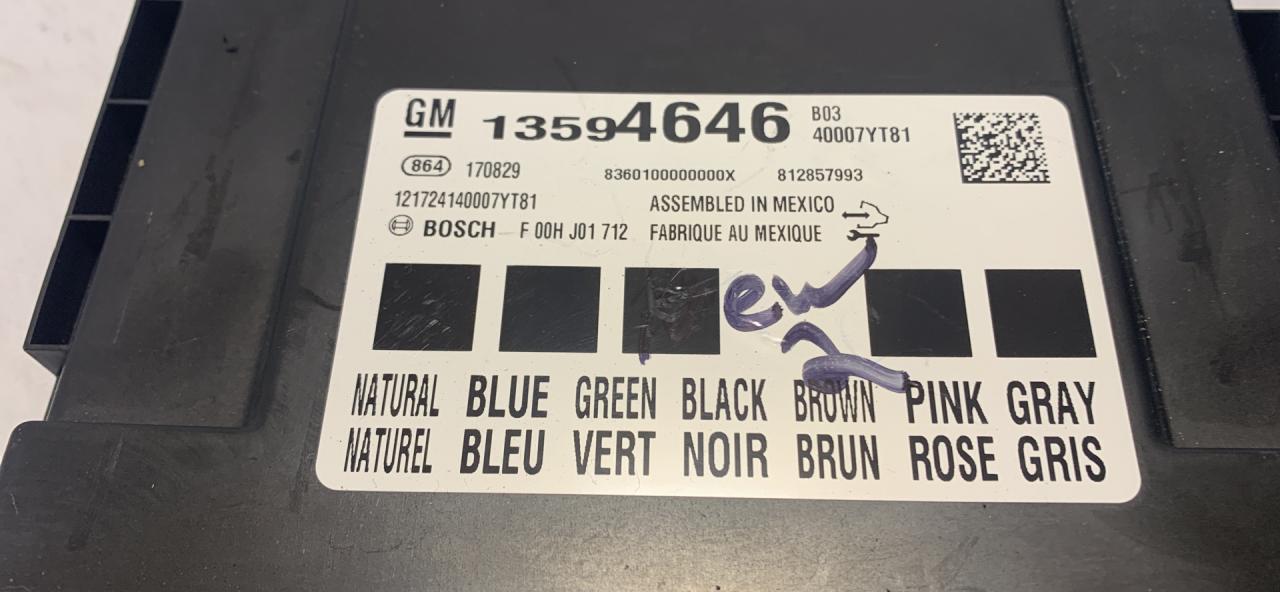 GM 13594646 B03
40007YT81
864 170829 8360100000000X 812857993
121724140007YT81 ASSEMBLED IN MEXICO
BOSCH F 00H J01 712 FABRIQUE AU MEXIQUE
NATURAL BLUE GREEN BLACK BROWN PINK GRAY
NATUREL BLEU VERT NOIR BRUN ROSE GRIS